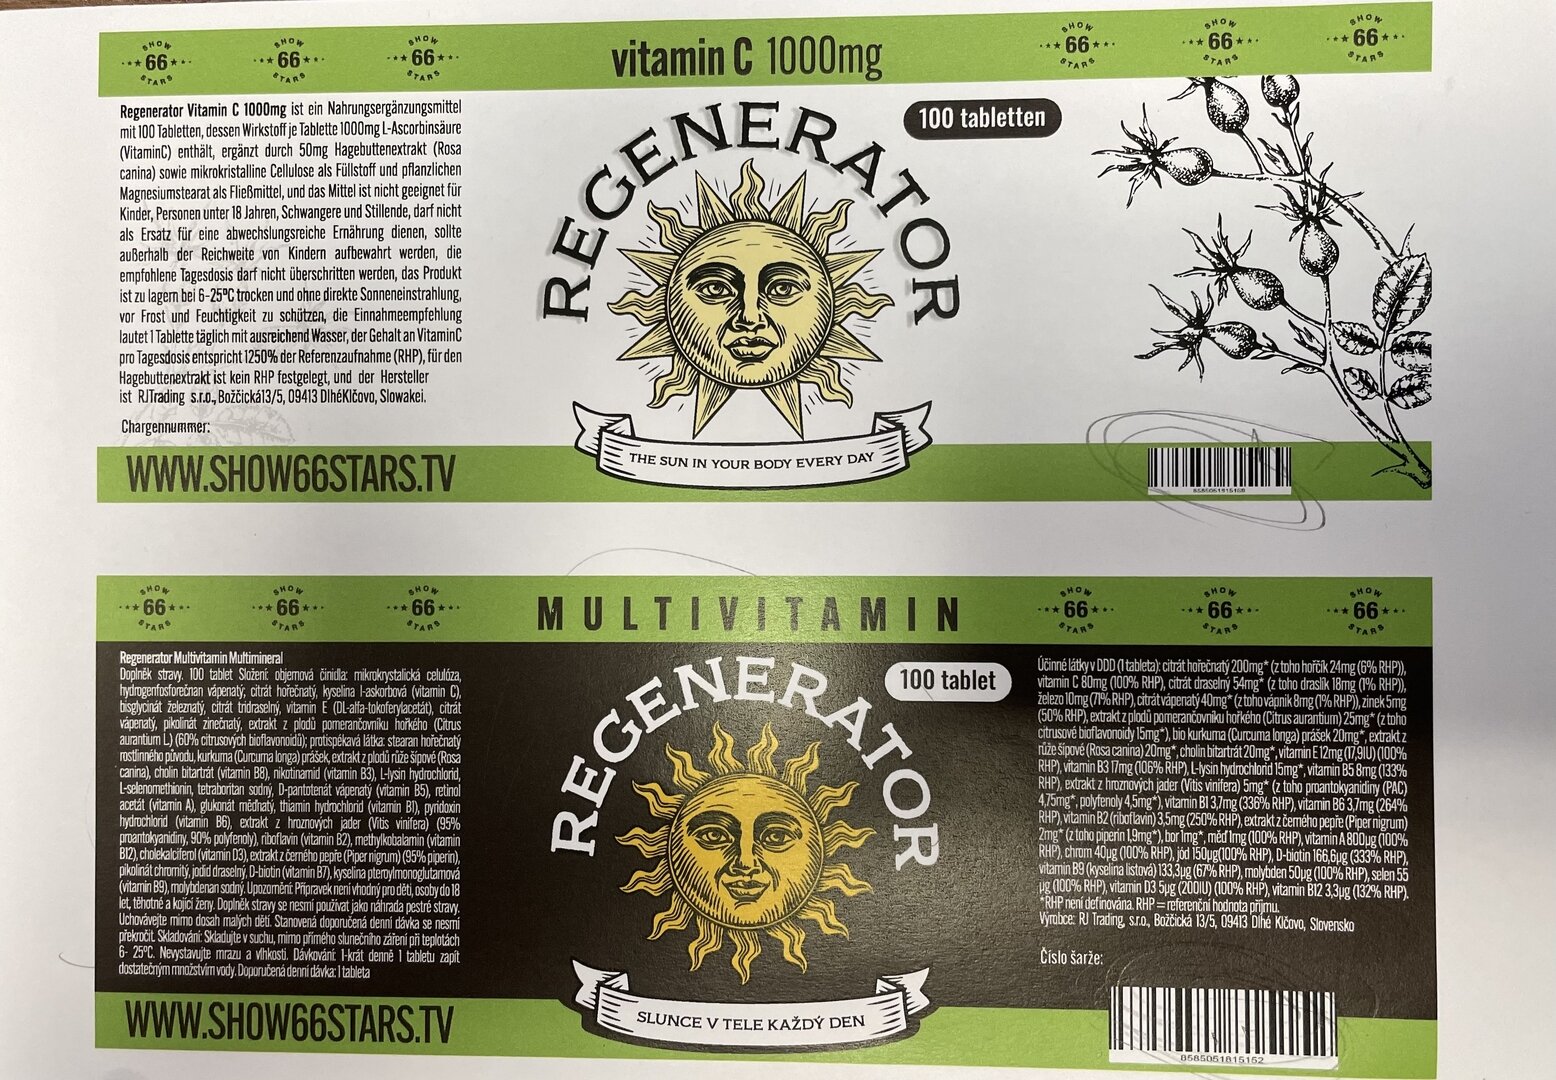 SHOW
★★66★★
STARS
SHOW
★★66★★
STARS
SHOW
★★66★★
STARS
vitamin C 1000mg
SHOW
★★66★★
STARS
SHOW
★★66★★
STARS
SHOW
★★66★★
STARS
Regenerator Vitamin C 1000mg ist ein Nahrungsergänzungsmittel
mit 100 Tabletten, dessen Wirkstoff je Tablette 1000mg L-Ascorbinsäure
(VitaminC) enthält, ergänzt durch 50mg Hagebuttenextrakt (Rosa
canina) sowie mikrokristalline Cellulose als Füllstoff und pflanzlichen
Magnesiumstearat als Fließmittel, und das Mittel ist nicht geeignet für
Kinder, Personen unter 18 Jahren, Schwangere und Stillende, darf nicht
als Ersatz für eine abwechslungsreiche Ernährung dienen, sollte
außerhalb der Reichweite von Kindern aufbewahrt werden, die
empfohlene Tagesdosis darf nicht überschritten werden, das Produkt
ist zu lagern bei 6-25ºC trocken und ohne direkte Sonneneinstrahlung,
vor Frost und Feuchtigkeit zu schützen, die Einnahmeempfehlung
lautet 1 Tablette täglich mit ausreichend Wasser, der Gehalt an VitaminC
pro Tagesdosis entspricht 1250% der Referenzaufnahme (RHP), für den
Hagebuttenextrakt ist kein RHP festgelegt, und der Hersteller
ist RJTrading s.r.o., Božčická13/5, 09413 DlhéKlčovo, Slowakei.
Chargennummer:
WWW.SHOW66STARS.TV
REGENERATOR
100 tabletten
THE SUN IN YOUR BODY EVERY DAY
8585051815169
SHOW
★★66★★
STARS
SHOW
★★66★★
STARS
SHOW
★★66★★
STARS
MULTIVITAMIN
SHOW
★★66★★
STARS
SHOW
★★66★★
STARS
SHOW
★★66★★
STARS
Regenerator Multivitamin Multimineral
Doplněk stravy. 100 tablet Složení: objemová činidla: mikrokrystalická celulóza,
hydrogenfosforečnan vápenatý; citrát hořečnatý, kyselina l-askorbová (vitamin C),
bisglycinát železnatý, citrát tridraselný, vitamin E (DL-alfa-tokoferylacetát), citrát
vápenatý, pikolinát zinečnatý, extrakt z plodů pomerančovníku hořkého (Citrus
aurantium L.) (60% citrusových bioflavonoidů); protispékavá látka: stearan hořečnatý
rostlinného původu, kurkuma (Curcuma longa) prášek, extrakt z plodů růže šípové (Rosa
canina), cholin bitartrát (vitamin B8), nikotinamid (vitamin B3), L-lysin hydrochlorid,
L-selenomethionin, tetraboritan sodný, D-pantotenát vápenatý (vitamin B5), retinol
acetát (vitamin A), glukonát měďnatý, thiamin hydrochlorid (vitamin B1), pyridoxin
hydrochlorid (vitamin B6), extrakt z hroznových jader (Vitis vinifera) (95%
proantokyanidiny, 90% polyfenoly), riboflavin (vitamin B2), methylkobalamin (vitamin
B12), cholekalciferol (vitamin D3), extrakt z černého pepře (Piper nigrum) (95% piperin),
pikolinát chromitý, jodid draselný, D-biotin (vitamin B7), kyselina pteroylmonoglutamová
(vitamin B9), molybdenan sodný. Upozornění: Přípravek není vhodný pro děti, osoby do 18
let, těhotné a kojící ženy. Doplněk stravy se nesmí používat jako náhrada pestré stravy.
Uchovávejte mimo dosah malých dětí. Stanovená doporučená denní dávka se nesmí
překročit. Skladování: Skladujte v suchu, mimo přímého slunečního záření při teplotách
6- 25ºC. Nevystavujte mrazu a vlhkosti. Dávkování: 1-krát denně 1 tabletu zapít
dostatečným množstvím vody. Doporučená denní dávka: 1 tableta
WWW.SHOW66STARS.TV
REGENERATOR
100 tablet
SLUNCE V TELE KAŽDÝ DEN
Účinné látky v DDD (1 tableta): citrát hořečnatý 200mg* (z toho hořčík 24mg (6% RHP)),
vitamin C 80mg (100% RHP), citrát draselný 54mg* (z toho draslík 18mg (1% RHP)),
železo 10mg (71% RHP), citrát vápenatý 40mg* (z toho vápník 8mg (1% RHP)), zinek 5mg
(50% RHP), extrakt z plodů pomerančovníku hořkého (Citrus aurantium) 25mg* (z toho
citrusové bioflavonoidy 15mg*), bio kurkuma (Curcuma longa) prášek 20mg*, extrakt z
růže šípové (Rosa canina) 20mg*, cholin bitartrát 20mg*, vitamin E 12mg (17,9IU) (100%
RHP), vitamin B3 17mg (106% RHP), L-lysin hydrochlorid 15mg*, vitamin B5 8mg (133%
RHP), extrakt z hroznových jader (Vitis vinifera) 5mg* (z toho proantokyanidiny (PAC)
4,75mg*, polyfenoly 4,5mg*), vitamin B1 3,7mg (336% RHP), vitamin B6 3,7mg (264%
RHP), vitamin B2 (riboflavin) 3,5mg (250% RHP), extrakt z černého pepře (Piper nigrum)
2mg* (z toho piperin 1,9mg*), bor 1mg*, měď 1mg (100% RHP), vitamin A 800µg (100%
RHP), chrom 40µg (100% RHP), jód 150µg(100% RHP), D-biotin 166,6µg (333% RHP),
vitamin B9 (kyselina listová) 133,3µg (67% RHP), molybden 50µg (100% RHP), selen 55
µg (100% RHP), vitamin D3 5µg (200IU) (100% RHP), vitamin B12 3,3µg (132% RHP).
*RHP není definována. RHP = referenční hodnota příjmu.
Výrobce: RJ Trading, s.r.o., Božčická 13/5, 09413 Dlhé Kičovo, Slovensko
Číslo šarže:
8585051815152